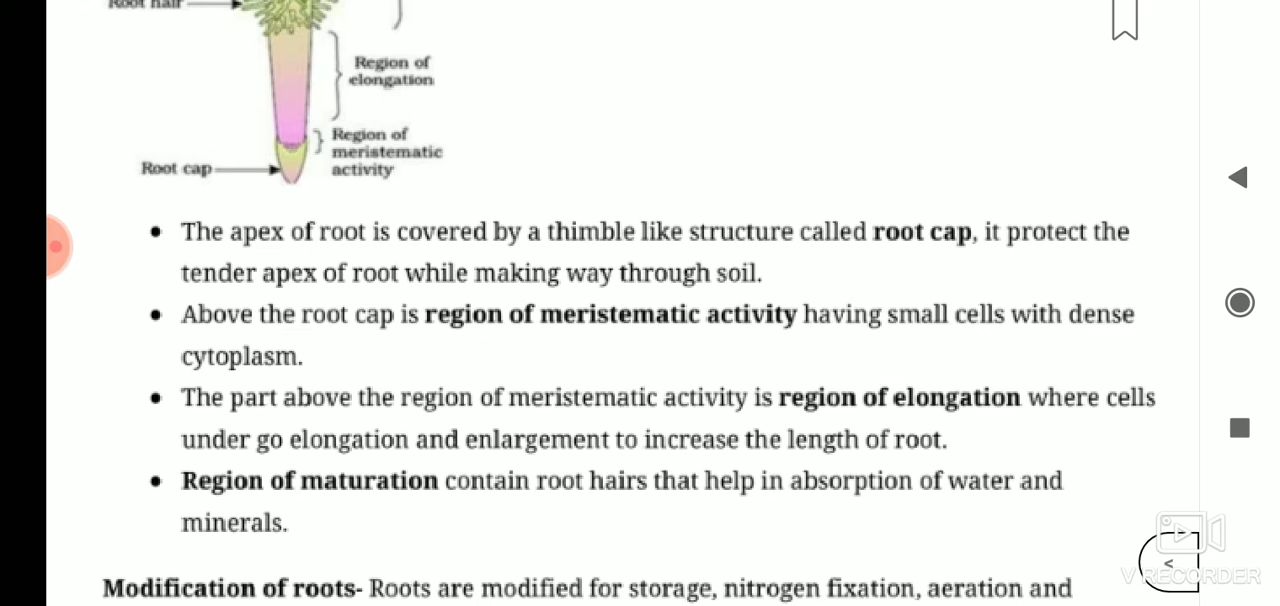 Root hair
Region of
elongation
Region of
meristematic
activity
Root cap
• The apex of root is covered by a thimble like structure called root cap, it protect the
tender apex of root while making way through soil.
• Above the root cap is region of meristematic activity having small cells with dense
cytoplasm.
• The part above the region of meristematic activity is region of elongation where cells
under go elongation and enlargement to increase the length of root.
• Region of maturation contain root hairs that help in absorption of water and
minerals.
Modification of roots- Roots are modified for storage, nitrogen fixation, aeration and
V RECORDER